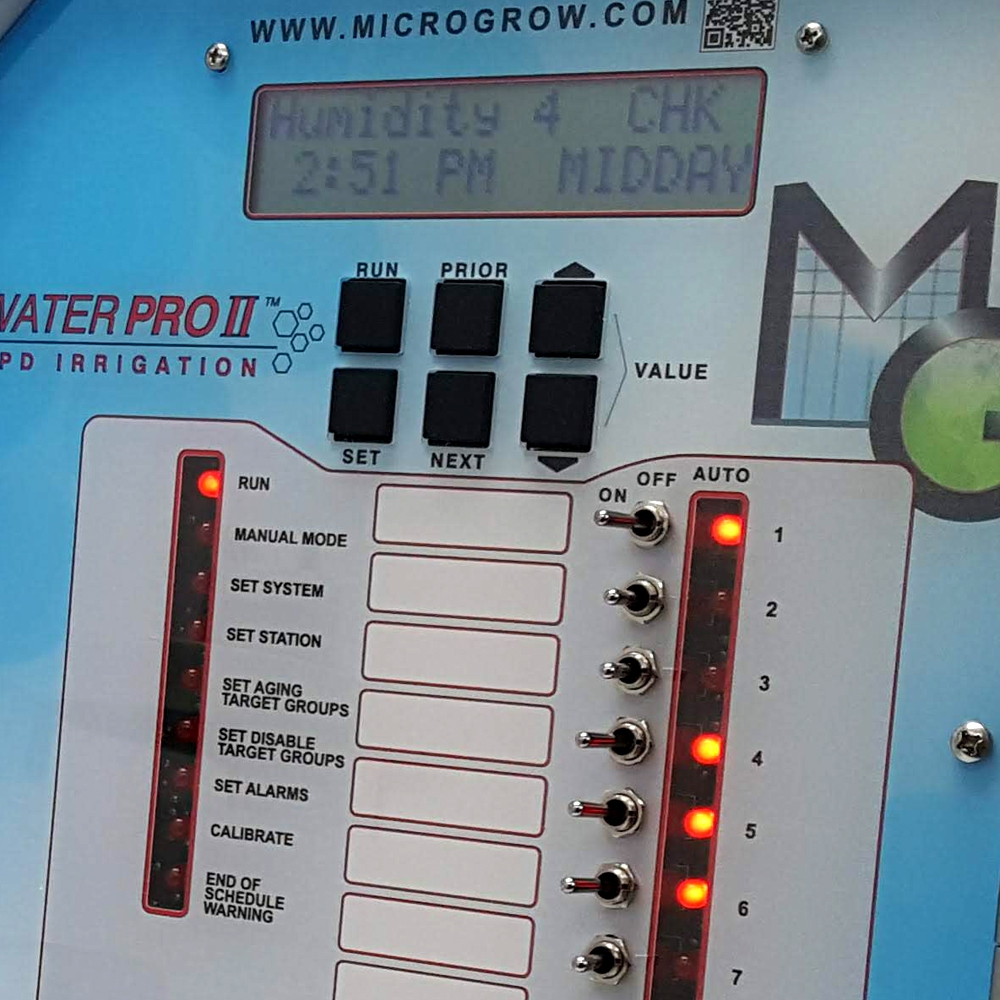 WWW.MICROGROW.COM
Humidity 4 CHK
2:51 PM MIDDAY
RUN PRIOR
VALUE
SET NEXT
WATER PRO II™
PD IRRIGATION
ON OFF AUTO
RUN
MANUAL MODE
SET SYSTEM
SET STATION
SET AGING
TARGET GROUPS
SET DISABLE
TARGET GROUPS
SET ALARMS
CALIBRATE
END OF
SCHEDULE
WARNING
1
2
3
4
5
6
7